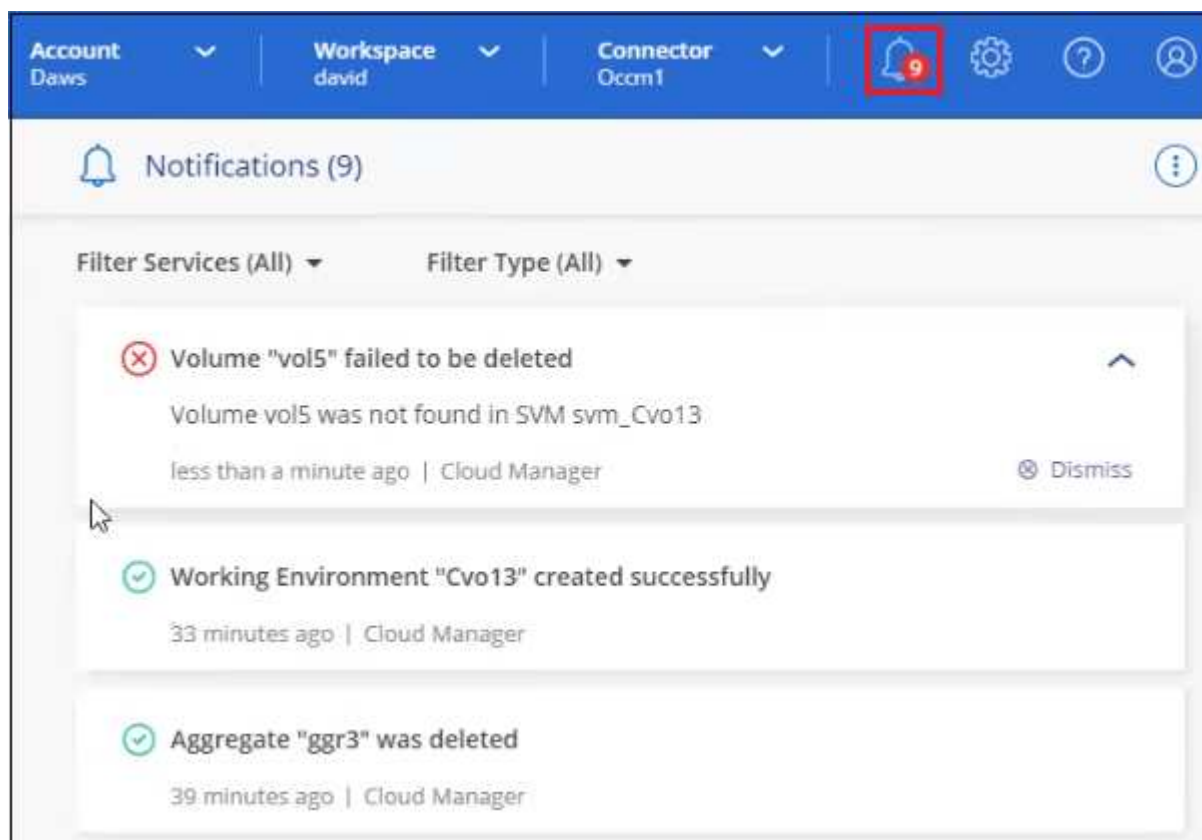 Account Workspace Connector
Daws david Occm1
9
Notifications (9)
Filter Services (All) Filter Type (All)
Volume "vol5" failed to be deleted
Volume vol5 was not found in SVM svm_Cvo13
less than a minute ago | Cloud Manager Dismiss
Working Environment "Cvo13" created successfully
33 minutes ago | Cloud Manager
Aggregate "ggr3" was deleted
39 minutes ago | Cloud Manager